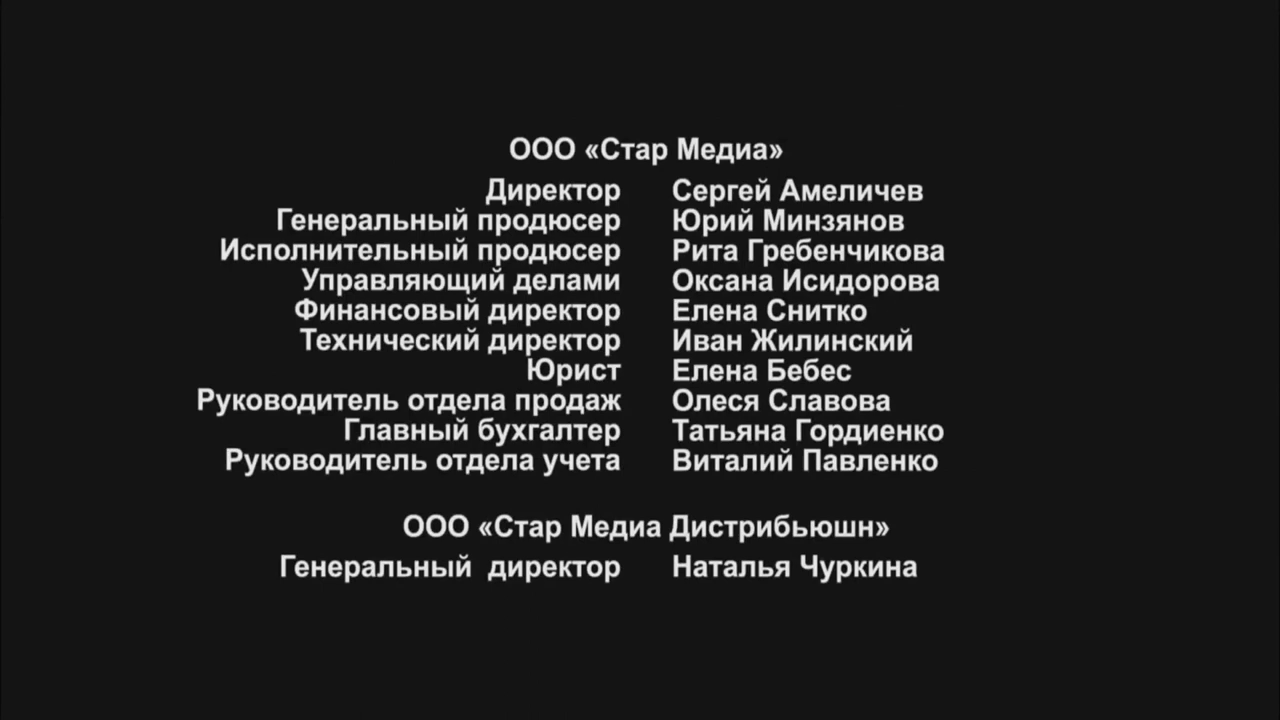 ООО «Стар Медиа»
Директор Сергей Амеличев
Генеральный продюсер Юрий Минзянов
Исполнительный продюсер Рита Гребенчикова
Управляющий делами Оксана Исидорова
Финансовый директор Елена Снитко
Технический директор Иван Жилинский
Юрист Елена Бебес
Руководитель отдела продаж Олеся Славова
Главный бухгалтер Татьяна Гордиенко
Руководитель отдела учета Виталий Павленко
ООО «Стар Медиа Дистрибьюшн»
Генеральный директор Наталья Чуркина